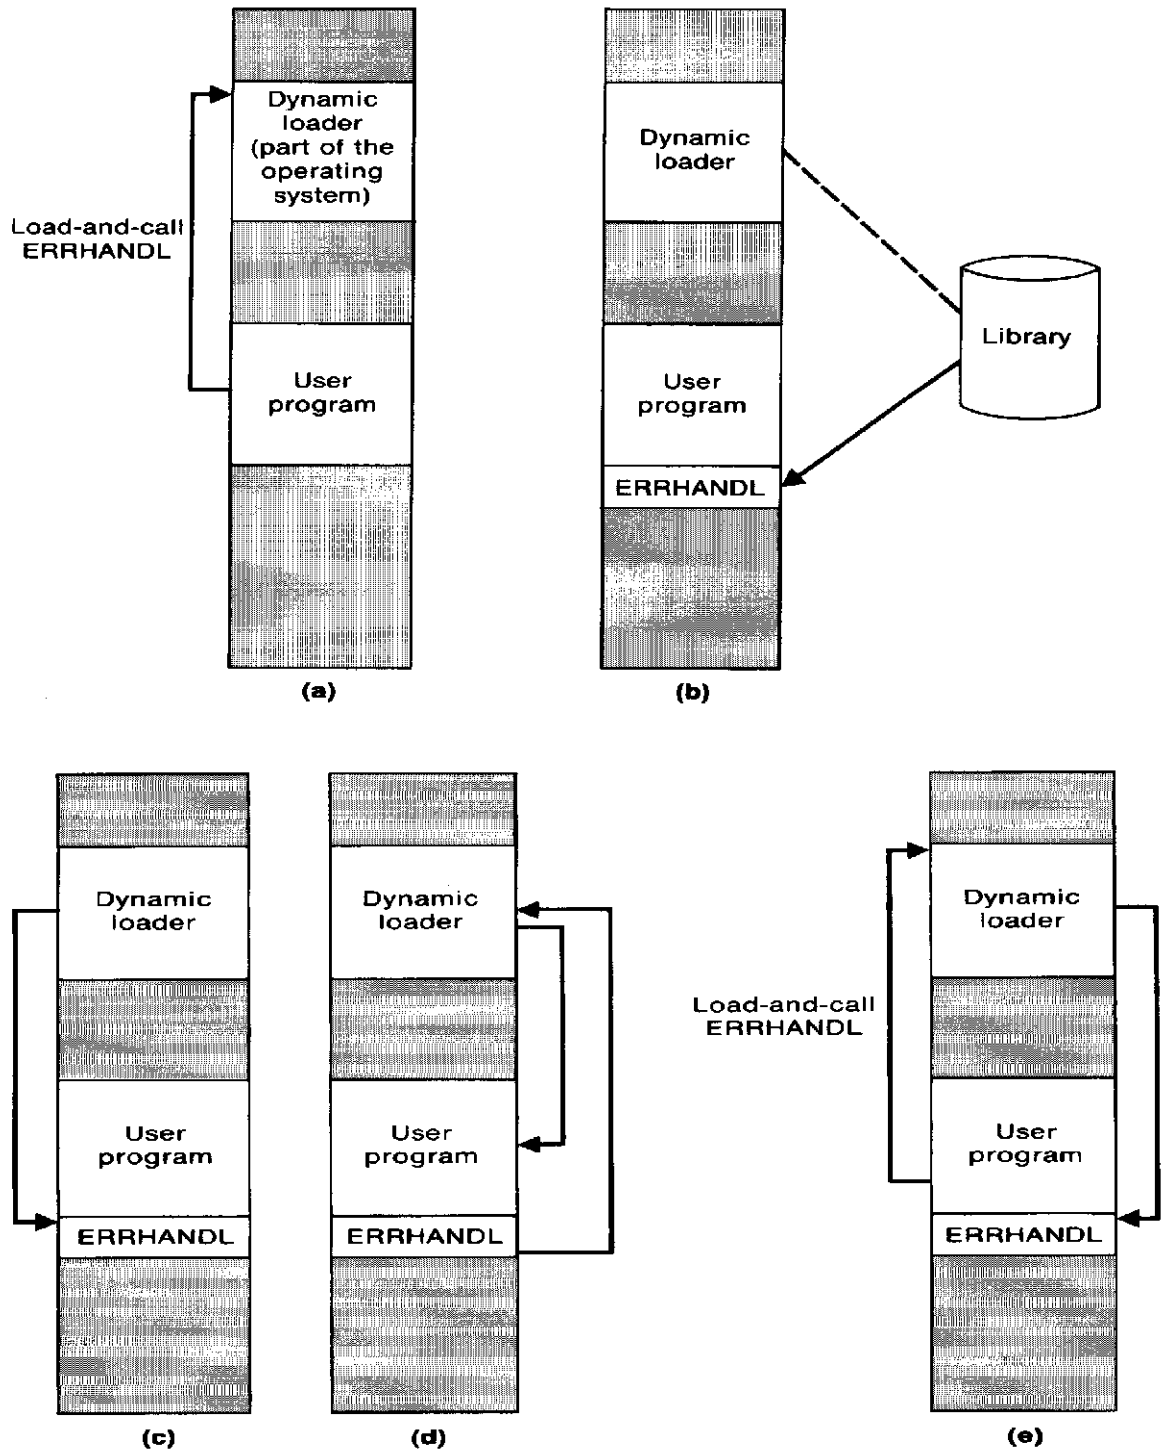 Dynamic
loader
(part of the
operating
system)
Load-and-call
ERRHANDL
User
program
(a)
Dynamic
loader
Library
User
program
ERRHANDL
(b)
Dynamic
loader
User
program
ERRHANDL
(c)
Dynamic
loader
User
program
ERRHANDL
(d)
Dynamic
loader
Load-and-call
ERRHANDL
User
program
ERRHANDL
(e)